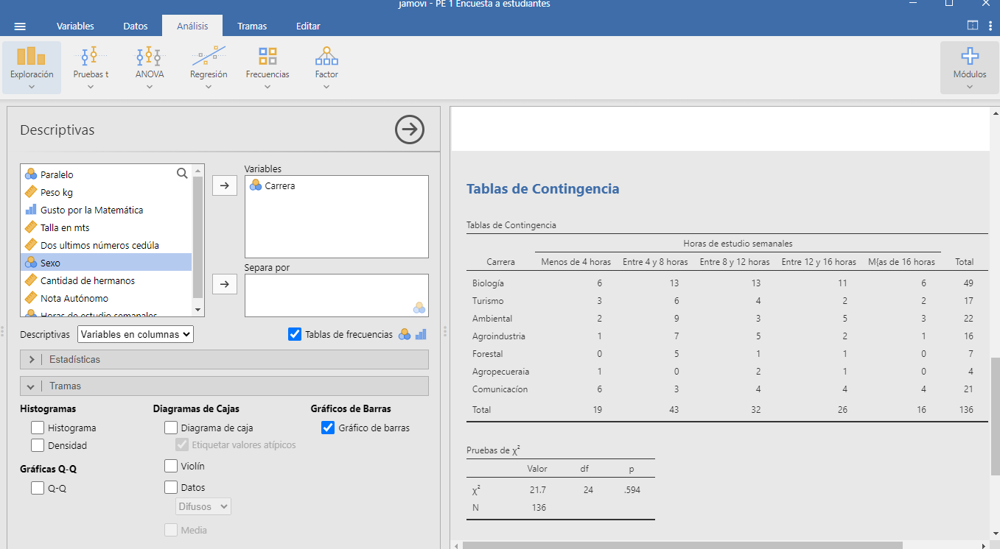 jamovi - PE 1 Encuesta a estudiantes
Variables Datos Análisis Tramas Editar
Exploración Pruebas t ANOVA Regresión Frecuencias Factor Módulos
Descriptivas
Paralelo
Peso kg
Gusto por la Matemática
Talla en mts
Dos ultimos números cedúla
Sexo
Cantidad de hermanos
Nota Autónomo
Horas de estudio semanales
Variables
Carrera
Separa por
Descriptivas Variables en columnas Tablas de frecuencias
Estadísticas
Tramas
Histogramas
Histograma
Densidad
Gráficas Q-Q
Q-Q
Diagramas de Cajas
Diagrama de caja
Etiquetar valores atípicos
Violín
Datos
Difusos
Media
Gráficos de Barras
Gráfico de barras
Tablas de Contingencia
Tablas de Contingencia
Horas de estudio semanales
Carrera Menos de 4 horas Entre 4 y 8 horas Entre 8 y 12 horas Entre 12 y 16 horas M{as de 16 horas Total
Biología 6 13 13 11 6 49
Turismo 3 6 4 2 2 17
Ambiental 2 9 3 5 3 22
Agroindustria 1 7 5 2 1 16
Forestal 0 5 1 1 0 7
Agropecueraia 1 0 2 1 0 4
Comunicacíon 6 3 4 4 4 21
Total 19 43 32 26 16 136
Pruebas de χ²
Valor df p
χ² 21.7 24 .594
N 136